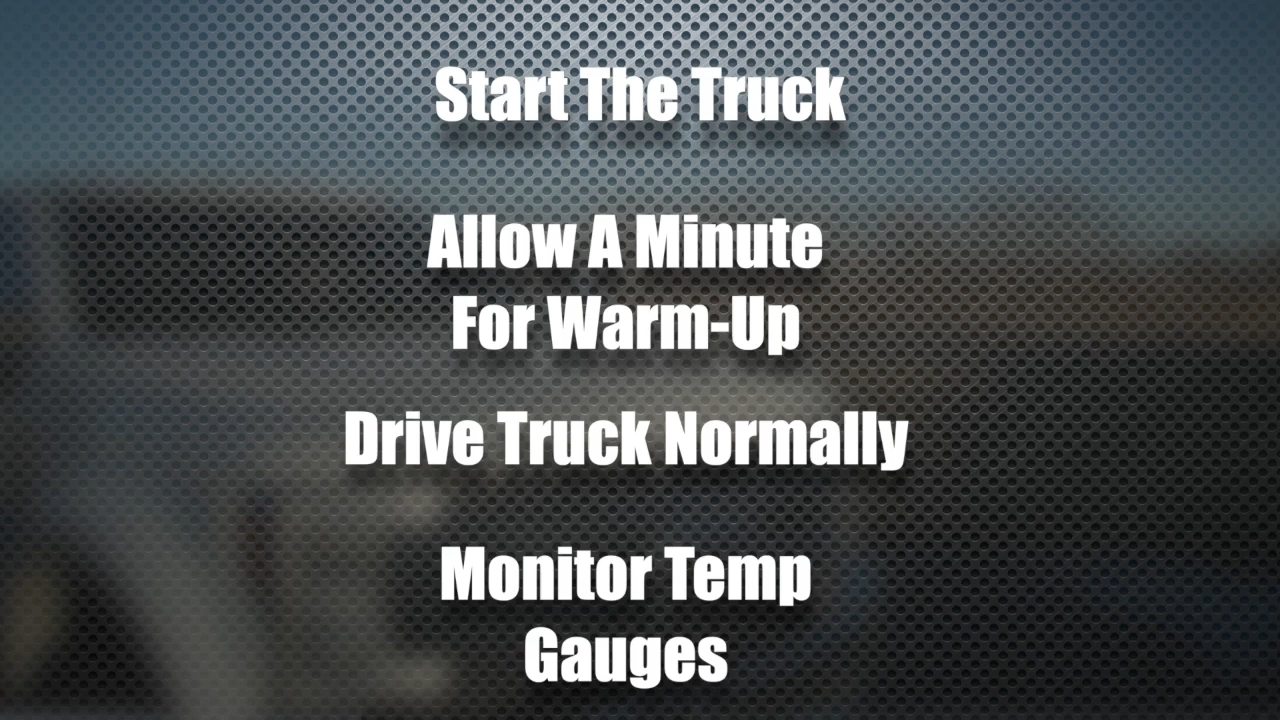 Start The Truck
Allow A Minute
For Warm-Up
Drive Truck Normally
Monitor Temp
Gauges